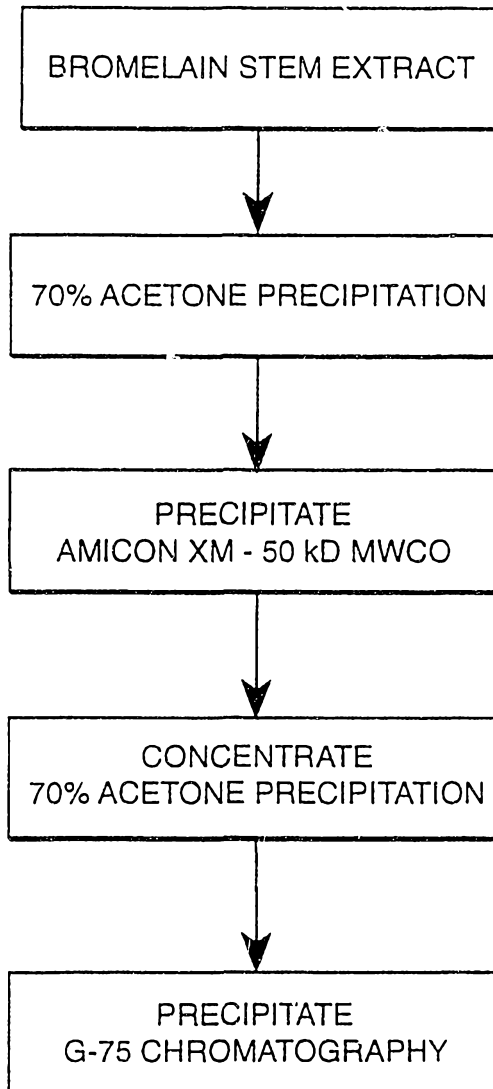 BROMELAIN STEM EXTRACT
70% ACETONE PRECIPITATION
PRECIPITATE
AMICON XM - 50 kD MWCO
CONCENTRATE
70% ACETONE PRECIPITATION
PRECIPITATE
G-75 CHROMATOGRAPHY